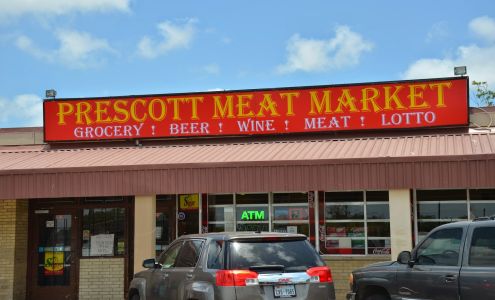 PRESCOTT MEAT MARKET
GROCERY ! BEER ! WINE ! MEAT ! LOTTO
ATM